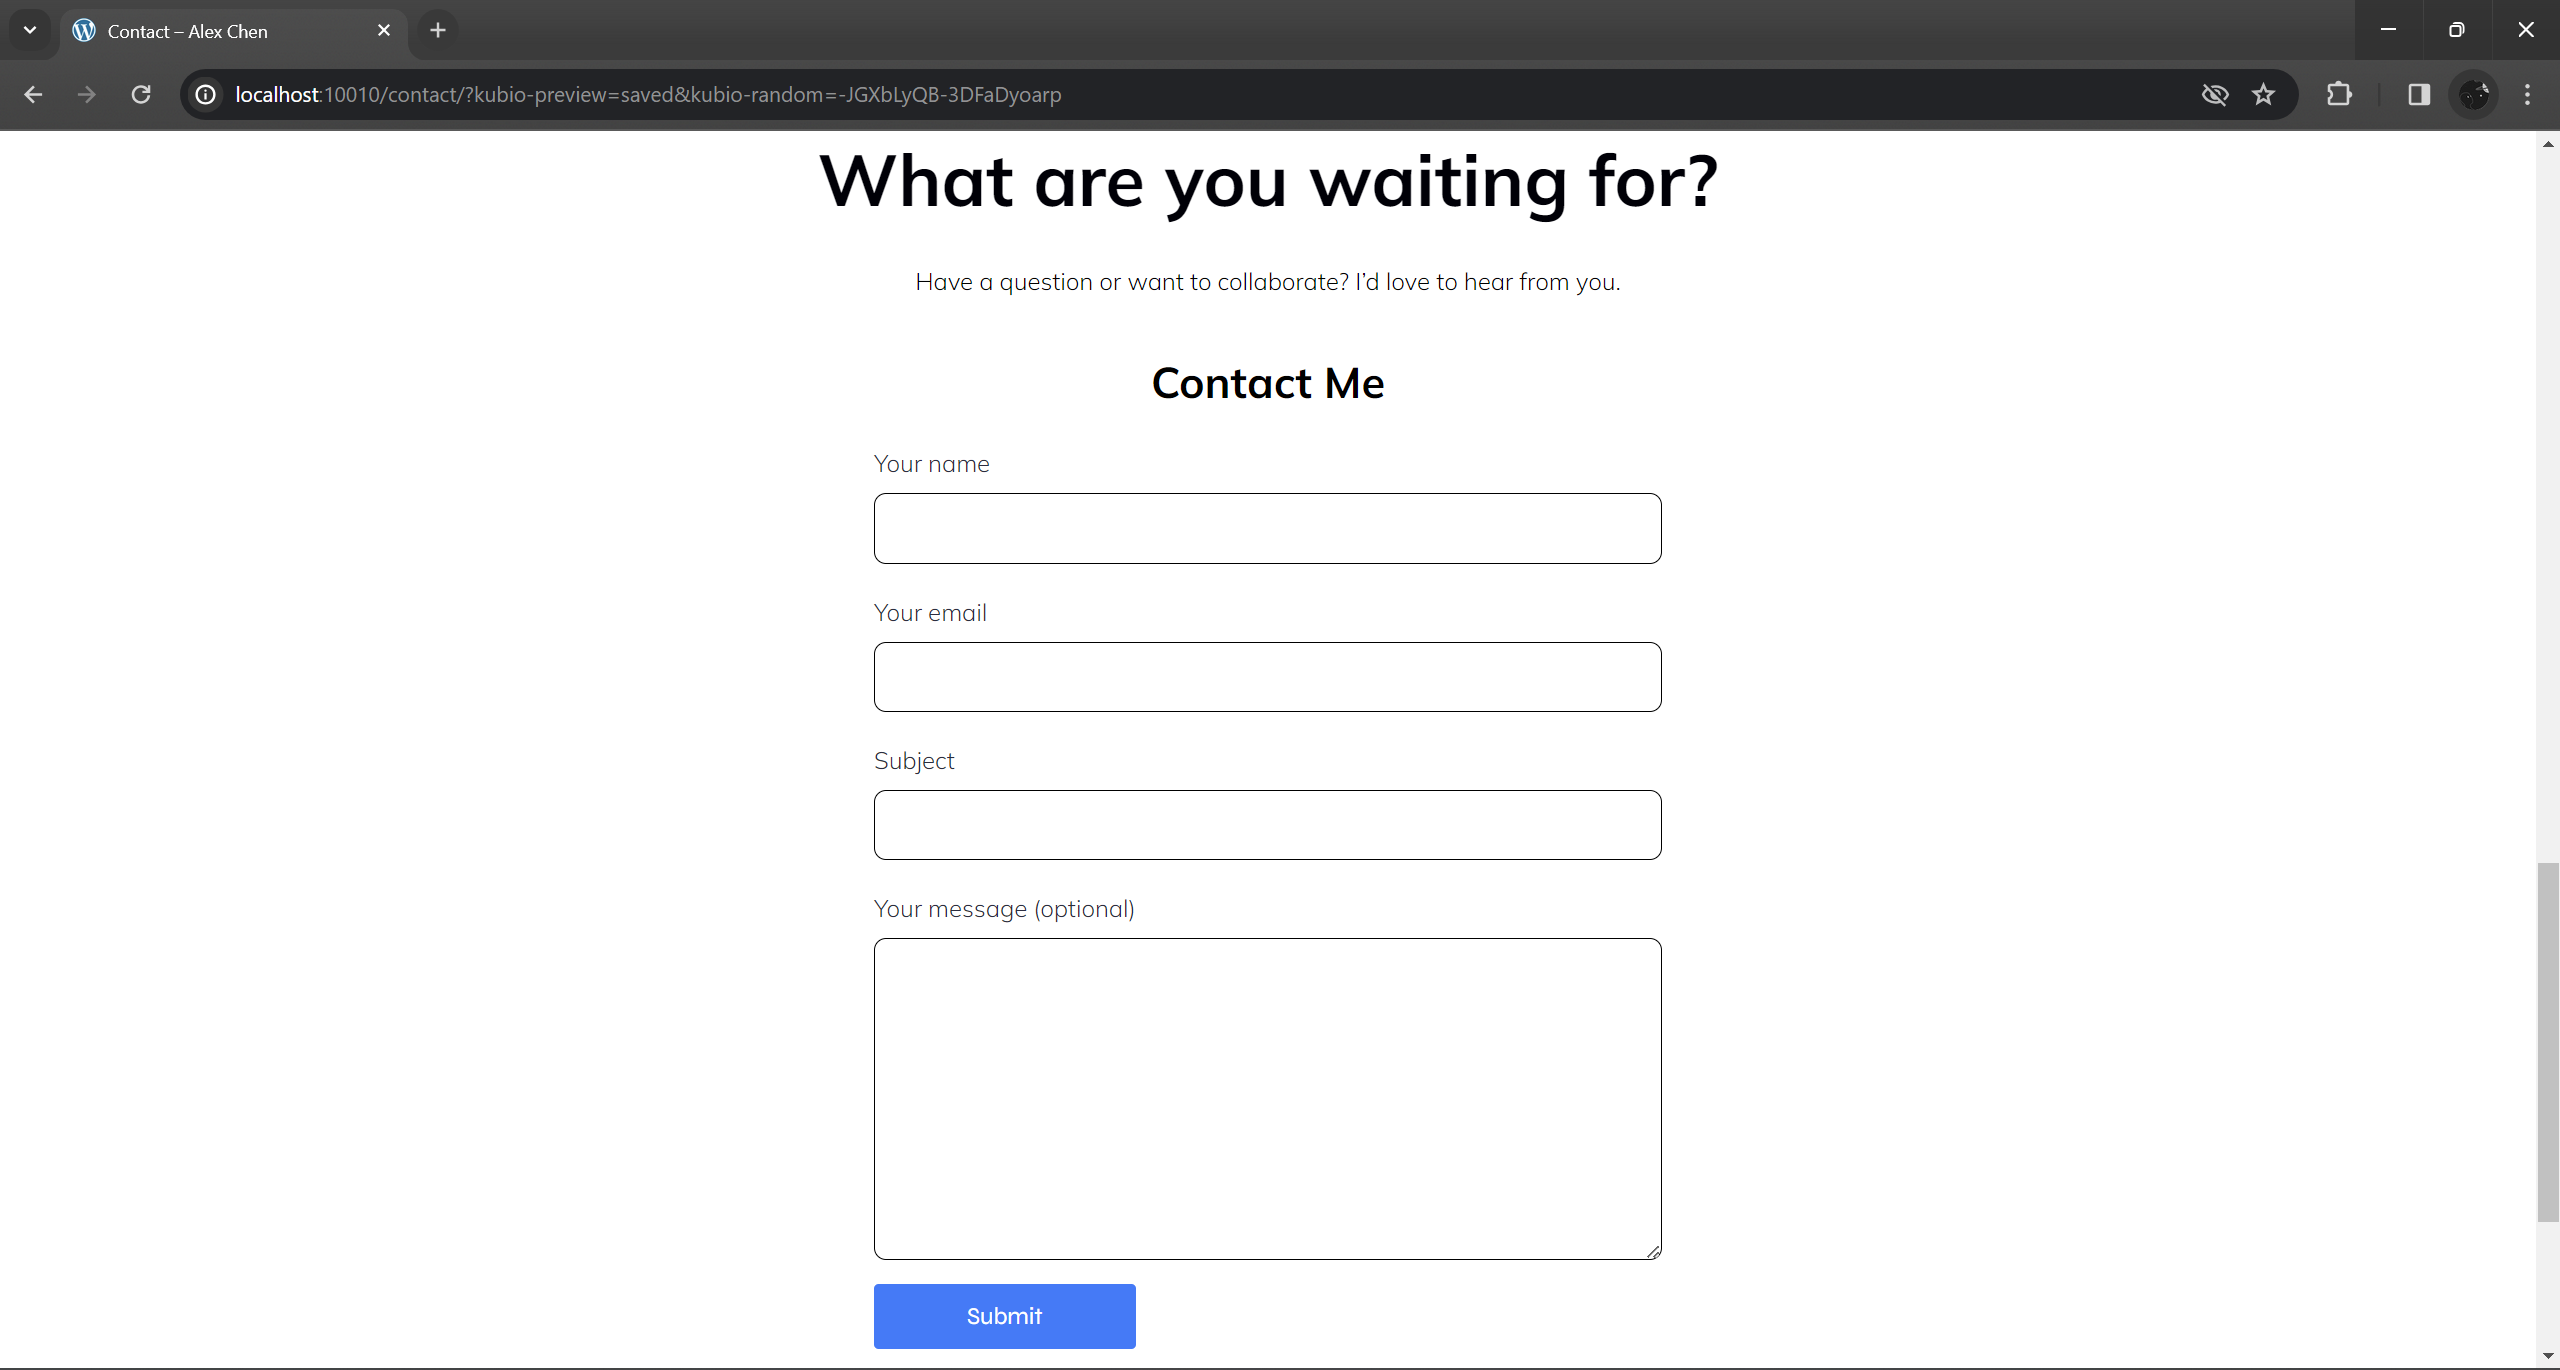 Contact – Alex Chen
localhost:10010/contact/?kubio-preview=saved&kubio-random=-JGXbLyQB-3DFaDyoarp
What are you waiting for?
Have a question or want to collaborate? I’d love to hear from you.
Contact Me
Your name
Your email
Subject
Your message (optional)
Submit